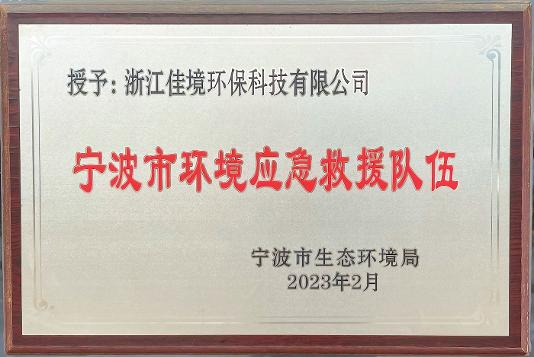 授予：浙江佳境环保科技有限公司
宁波市环境应急救援队伍
宁波市生态环境局
2023年2月